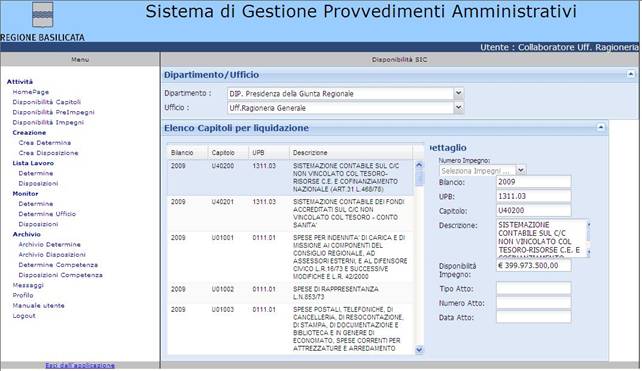 Sistema di Gestione Provvedimenti Amministrativi
REGIONE BASILICATA
Utente : Collaboratore Uff. Ragioneria
Menu
Disponibilità SIC
Attività
HomePage
Disponibilità Capitoli
Disponibilità PreImpegni
Disponibilità Impegni
Creazione
Crea Determina
Crea Disposizione
Lista Lavoro
Determine
Disposizioni
Monitor
Determine
Determine Ufficio
Disposizioni
Archivio
Archivio Determine
Archivio Disposizioni
Determine Competenza
Disposizioni Competenza
Messaggi
Profilo
Manuale utente
Logout
Esci dall'applicazione
Dipartimento/Ufficio
Dipartimento : DIP. Presidenza della Giunta Regionale
Ufficio : Uff.Ragioneria Generale
Elenco Capitoli per liquidazione
Bilancio Capitolo UPB Descrizione
2009 U40200 1311.03 SISTEMAZIONE CONTABILE SUL C/C
NON VINCOLATO COL TESORO-
RISORSE C.E. E COFINANZIAMENTO
NAZIONALE (ART.31 L.468/78)
2009 U40201 1311.03 SISTEMAZIONE CONTABILE DEI FONDI
ACCREDITATI SUL C/C NON
VINCOLATO COL TESORO - CONTO
SANITA'
2009 U01001 0111.01 SPESE PER INDENNITA' DI CARICA E DI
MISSIONE AI COMPONENTI DEL
CONSIGLIO REGIONALE, AD
ASSESSORI ESTERNI, E AL DIFENSORE
CIVICO L.R.16/73 E SUCCESSIVE
MODIFICHE E L.R. 42/2000
2009 U01002 0111.01 SPESE DI RAPPRESENTANZA
L.N.853/73
2009 U01003 0111.01 SPESE POSTALI, TELEFONICHE, DI
CANCELLERIA, DI RESOCONTAZIONE,
DI STAMPA, DI DOCUMENTAZIONE E
BIBLIOTECA E IN GENERE DI
ECONOMATO, SPESE CORRENTI PER
ATTREZZATURE E ARREDAMENTO
ettaglio
Numero Impegno:
Seleziona Impegni ...
Bilancio: 2009
UPB: 1311.03
Capitolo: U40200
Descrizione: SISTEMAZIONE
CONTABILE SUL C/C
NON VINCOLATO COL
TESORO-RISORSE C.E. E
COFINANZIAMENTO
Disponibilità
Impegno: € 399.973.500,00
Tipo Atto:
Numero Atto:
Data Atto: